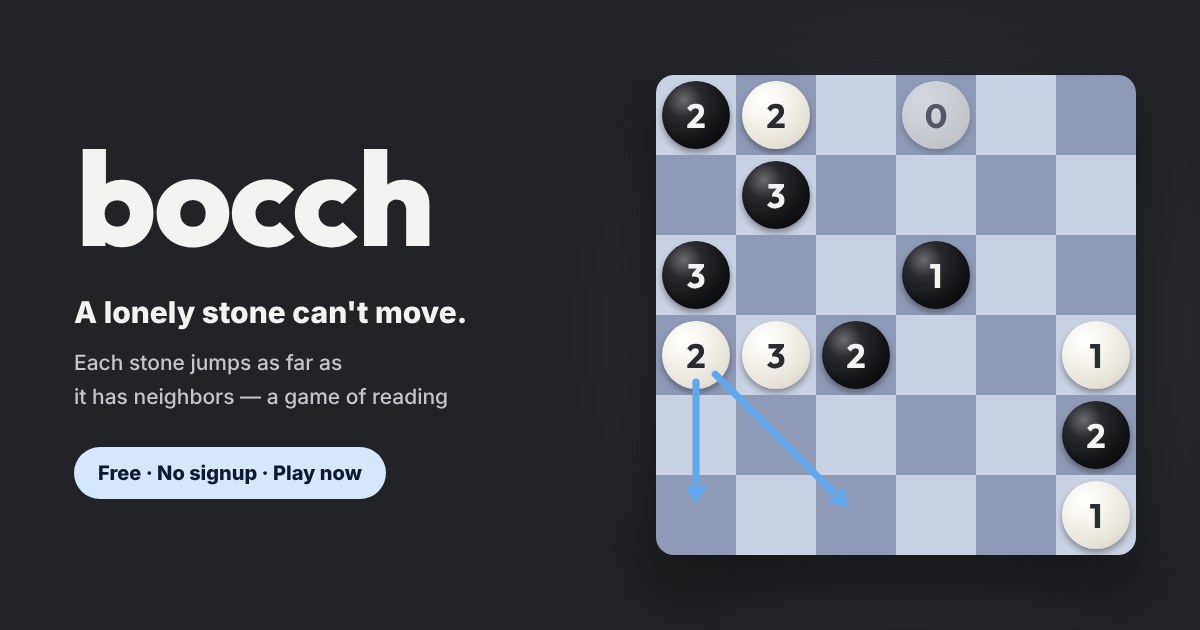 bocch
A lonely stone can't move.
Each stone jumps as far as
it has neighbors — a game of reading
Free · No signup · Play now
2 2 0
3
3 1
2 3 2 1
2
1